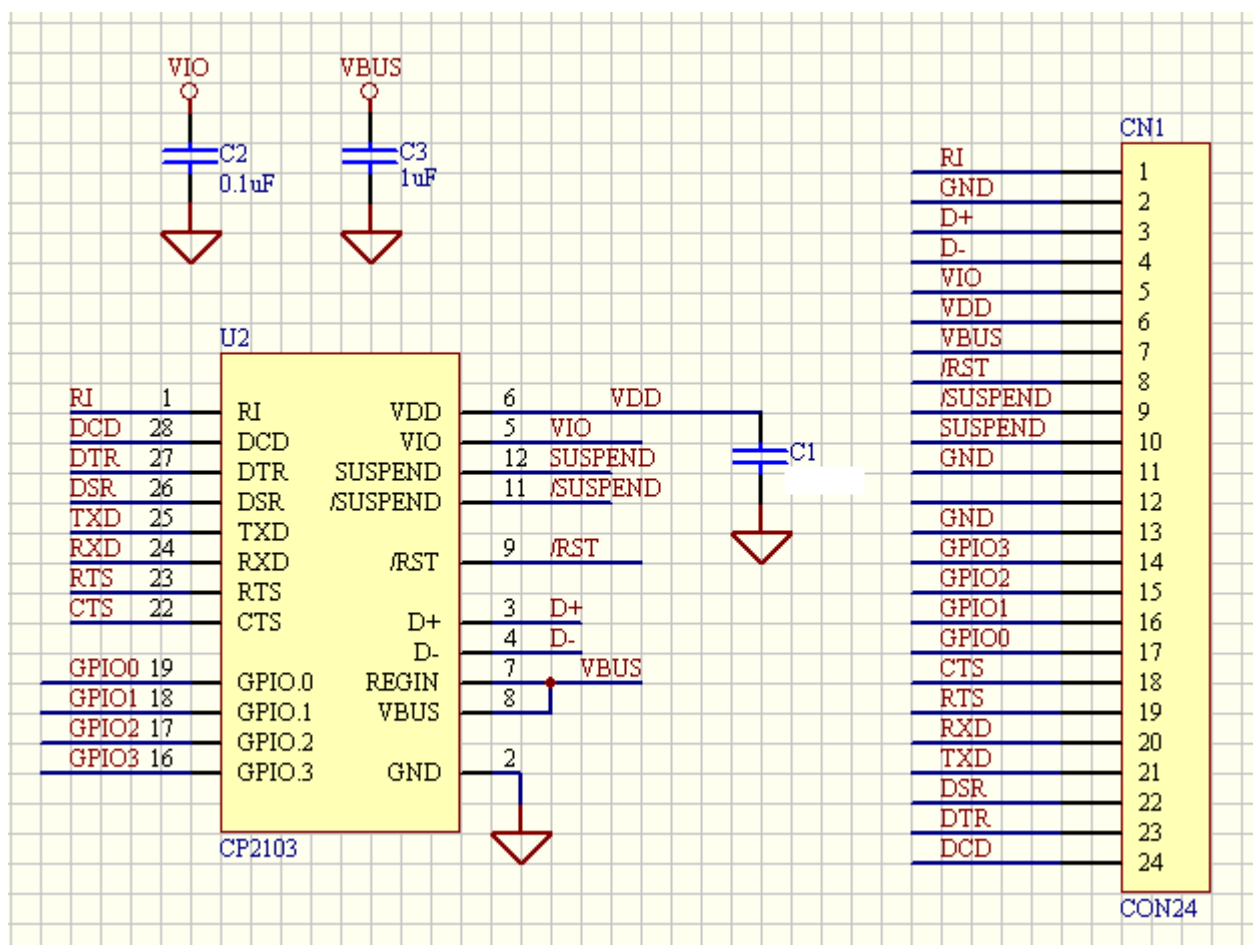 VIO
VBUS
C2
0.1uF
C3
1uF
U2
RI 1 RI
DCD 28 DCD
DTR 27 DTR
DSR 26 DSR
TXD 25 TXD
RXD 24 RXD
RTS 23 RTS
CTS 22 CTS
GPIO0 19 GPIO.0
GPIO1 18 GPIO.1
GPIO2 17 GPIO.2
GPIO3 16 GPIO.3
VDD 6 VDD
VIO 5 VIO
SUSPEND 12 SUSPEND
/SUSPEND 11 /SUSPEND
/RST 9 /RST
D+ 3 D+
D- 4 D-
REGIN 7 VBUS
VBUS 8
GND 2
CP2103
C1
CN1
RI 1
GND 2
D+ 3
D- 4
VIO 5
VDD 6
VBUS 7
/RST 8
/SUSPEND 9
SUSPEND 10
GND 11
12
GND 13
GPIO3 14
GPIO2 15
GPIO1 16
GPIO0 17
CTS 18
RTS 19
RXD 20
TXD 21
DSR 22
DTR 23
DCD 24
CON24